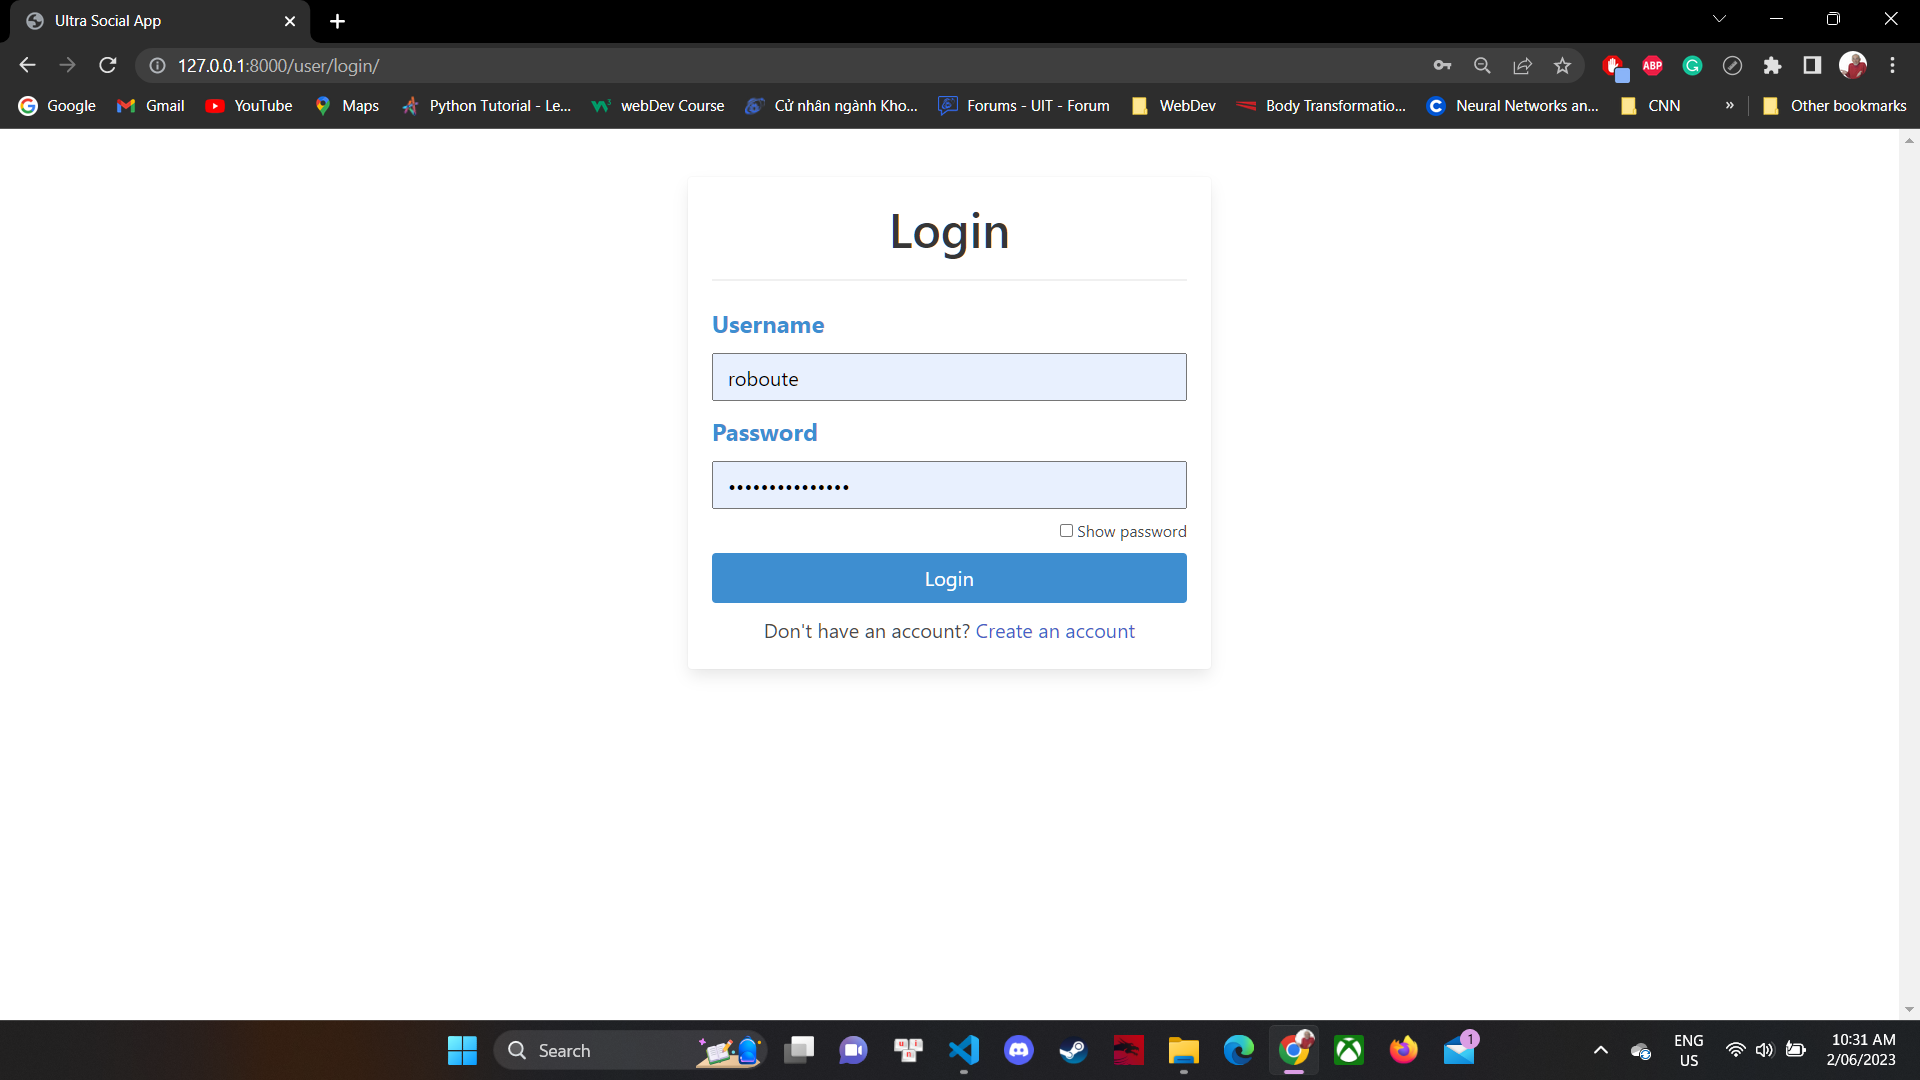 Ultra Social App
127.0.0.1:8000/user/login/
ABP
Google
Gmail
YouTube
Maps
Python Tutorial - Le...
webDev Course
Cử nhân ngành Kho...
Forums - UIT - Forum
WebDev
Body Transformatio...
Neural Networks an...
CNN
»
Other bookmarks
Login
Username
roboute
Password
•••••••••••••••
Show password
Login
Don't have an account? Create an account
Search
1
ENG
US
10:31 AM
2/06/2023